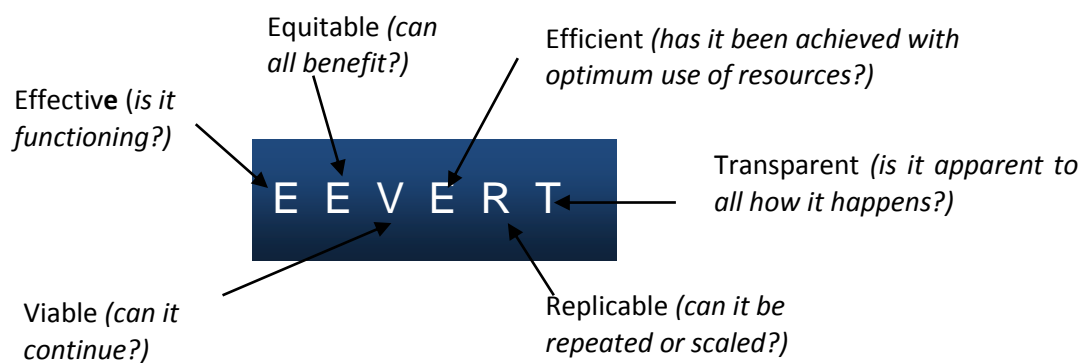 Equitable (can
all benefit?)
Efficient (has it been achieved with
optimum use of resources?)
Effective (is it
functioning?)
Transparent (is it apparent to
all how it happens?)
E E V E R T
Viable (can it
continue?)
Replicable (can it be
repeated or scaled?)